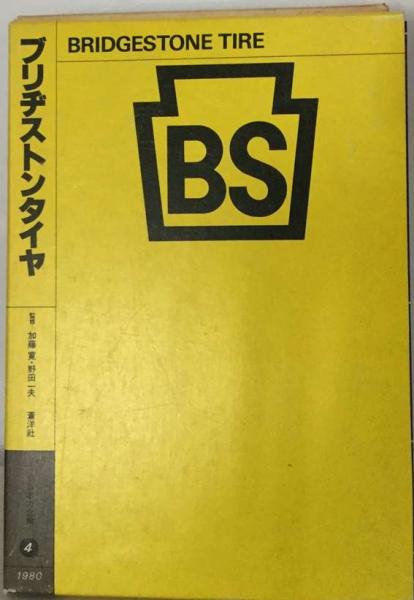 BRIDGESTONE TIRE
BS
ブリヂストンタイヤ
監修 加藤 寛・野田一夫 蒼洋社
4
1980